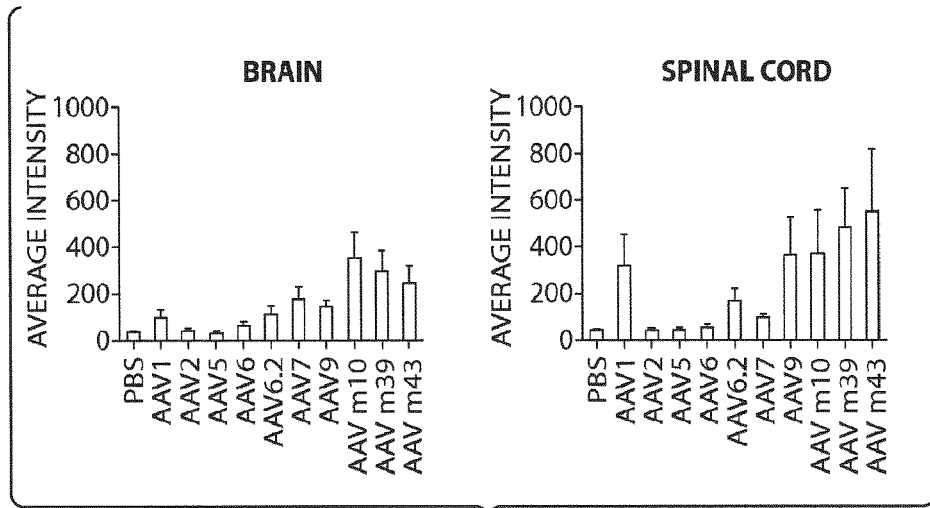 BRAIN
AVERAGE INTENSITY
1000
800
600
400
200
0
PBS
AAV1
AAV2
AAV5
AAV6
AAV6.2
AAV7
AAV9
AAV m10
AAV m39
AAV m43
SPINAL CORD
AVERAGE INTENSITY
1000
800
600
400
200
0
PBS
AAV1
AAV2
AAV5
AAV6
AAV6.2
AAV7
AAV9
AAV m10
AAV m39
AAV m43